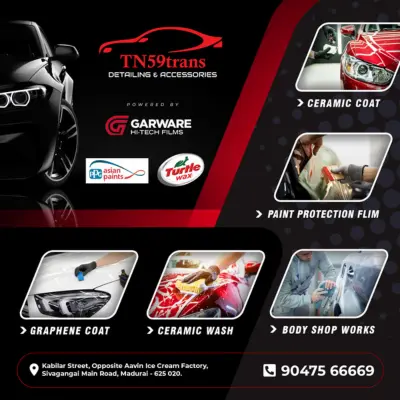 TN59trans
DETAILING & ACCESSORIES
POWERED BY
GARWARE
HI-TECH FILMS
PPG asian
paints
Turtle
wax
CERAMIC COAT
PAINT PROTECTION FLIM
GRAPHENE COAT
CERAMIC WASH
BODY SHOP WORKS
Kabilar Street, Opposite Aavin Ice Cream Factory,
Sivagangai Main Road, Madurai - 625 020.
90475 66669